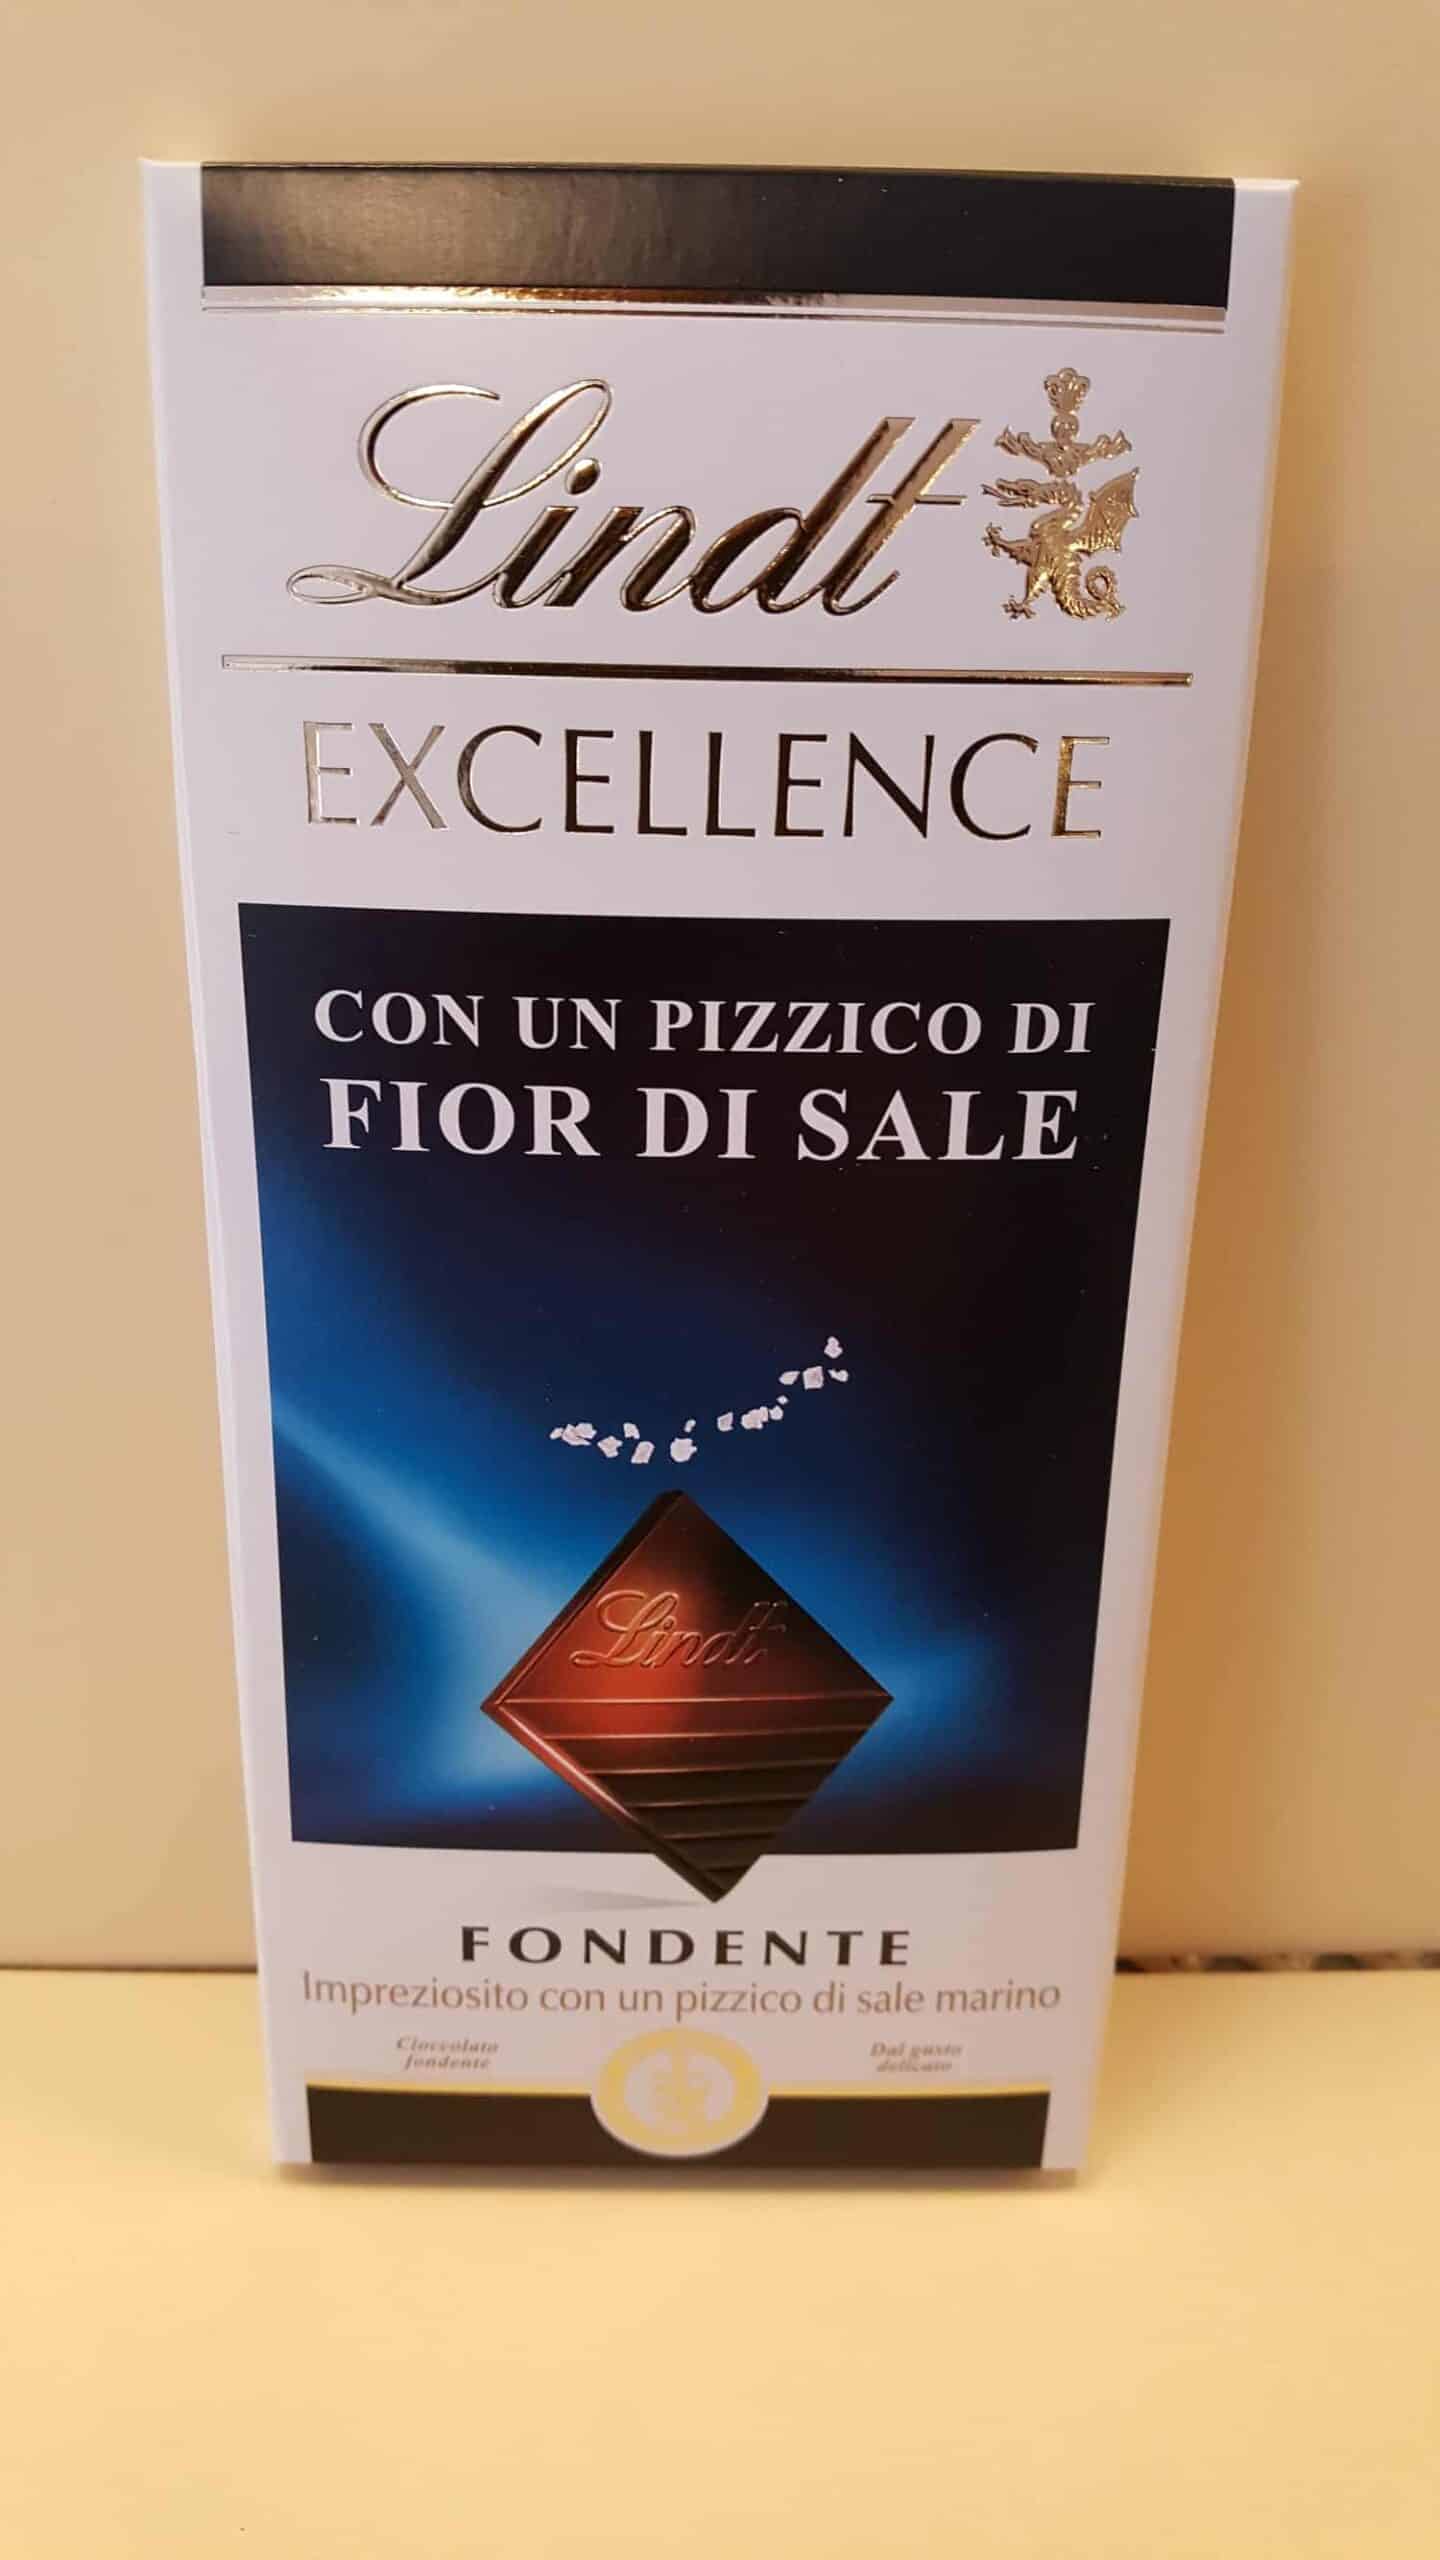 Lindt
EXCELLENCE
CON UN PIZZICO DI
FIOR DI SALE
Lindt
FONDENTE
Impreziosito con un pizzico di sale marino
Cioccolato
fondente
Dal gusto
delicato